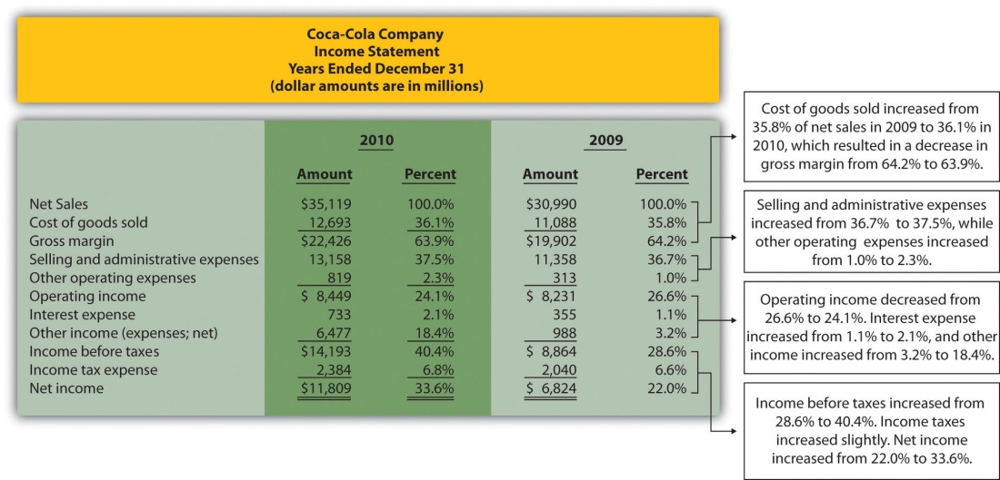 Coca-Cola Company
Income Statement
Years Ended December 31
(dollar amounts are in millions)
2010 2009
Amount Percent Amount Percent
Net Sales $35,119 100.0% $30,990 100.0%
Cost of goods sold 12,693 36.1% 11,088 35.8%
Gross margin $22,426 63.9% $19,902 64.2%
Selling and administrative expenses 13,158 37.5% 11,358 36.7%
Other operating expenses 819 2.3% 313 1.0%
Operating income $ 8,449 24.1% $ 8,231 26.6%
Interest expense 733 2.1% 355 1.1%
Other income (expenses; net) 6,477 18.4% 988 3.2%
Income before taxes $14,193 40.4% $ 8,864 28.6%
Income tax expense 2,384 6.8% 2,040 6.6%
Net income $11,809 33.6% $ 6,824 22.0%
Cost of goods sold increased from
35.8% of net sales in 2009 to 36.1% in
2010, which resulted in a decrease in
gross margin from 64.2% to 63.9%.
Selling and administrative expenses
increased from 36.7% to 37.5%, while
other operating expenses increased
from 1.0% to 2.3%.
Operating income decreased from
26.6% to 24.1%. Interest expense
increased from 1.1% to 2.1%, and other
income increased from 3.2% to 18.4%.
Income before taxes increased from
28.6% to 40.4%. Income taxes
increased slightly. Net income
increased from 22.0% to 33.6%.